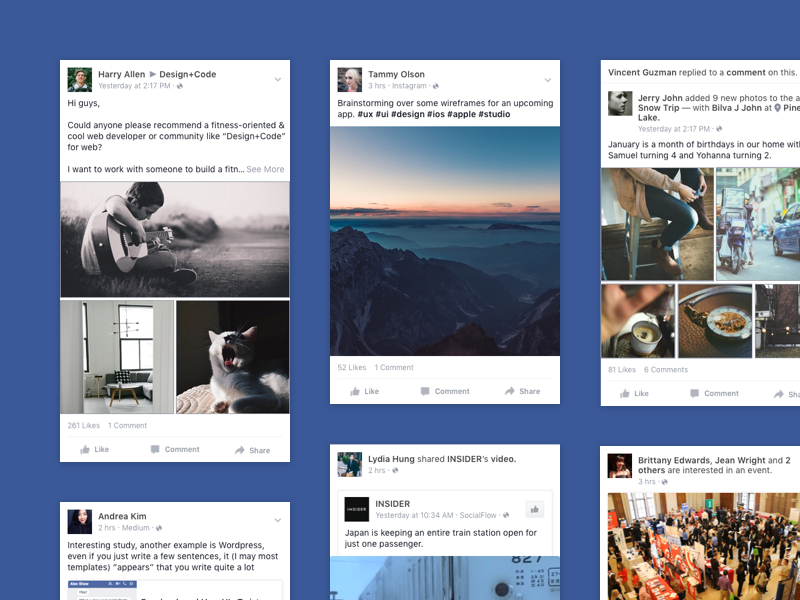 Harry Allen ▶ Design+Code
Yesterday at 2:17 PM ·
Hi guys,
Could anyone please recommend a fitness-oriented &
cool web developer or community like "Design+Code"
for web?
I want to work with someone to build a fitn... See More
261 Likes 1 Comment
Like Comment Share
Andrea Kim
2 hrs · Medium ·
Interesting study, another example is Wordpress,
even if you just write a few sentences, it (I may most
templates) "appears" that you write quite a lot
Alex Shaw
Hey!
Tammy Olson
3 hrs · Instagram ·
Brainstorming over some wireframes for an upcoming
app. #ux #ui #design #ios #apple #studio
52 Likes 1 Comment
Like Comment Share
Lydia Hung shared INSIDER's video.
2 hrs ·
INSIDER
INSIDER
Yesterday at 10:34 AM · SocialFlow ·
Japan is keeping an entire train station open for
just one passenger.
827
Vincent Guzman replied to a comment on this.
Jerry John added 9 new photos to the a
Snow Trip — with Bilva J John at Pine
Lake.
Yesterday at 2:17 PM ·
January is a month of birthdays in our home with
Samuel turning 4 and Yohanna turning 2.
81 Likes 6 Comments
Like Comment Sha
Brittany Edwards, Jean Wright and 2
others are interested in an event.
3 hrs ·